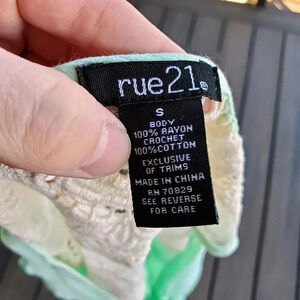 rue21®
S
BODY
100% RAYON
CROCHET
100%COTTON
EXCLUSIVE
OF TRIMS
MADE IN CHINA
RN 70829
SEE REVERSE
FOR CARE